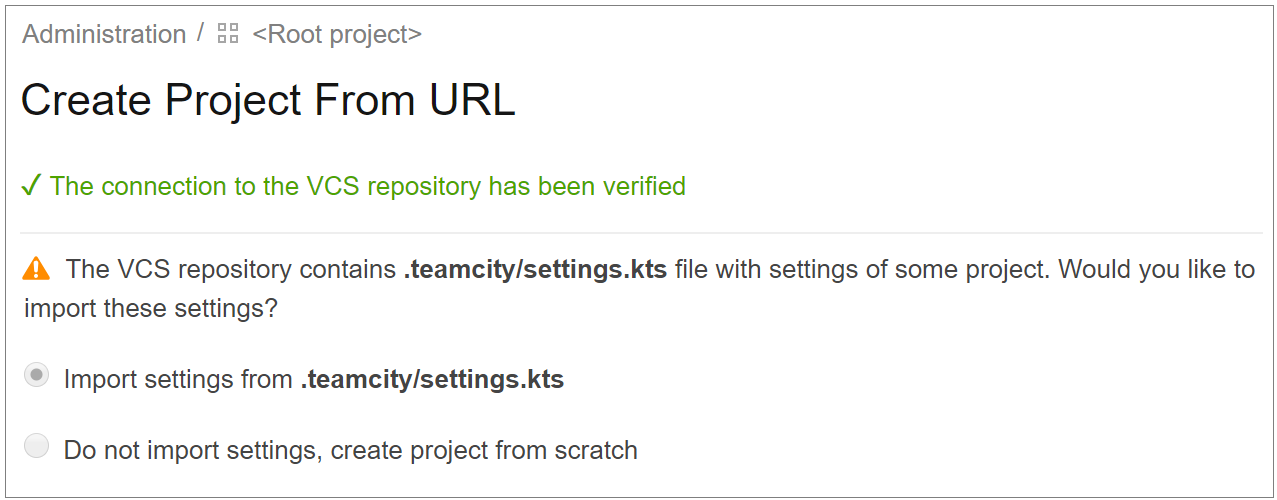 Administration / <Root project>
Create Project From URL
The connection to the VCS repository has been verified
The VCS repository contains .teamcity/settings.kts file with settings of some project. Would you like to
import these settings?
Import settings from .teamcity/settings.kts
Do not import settings, create project from scratch